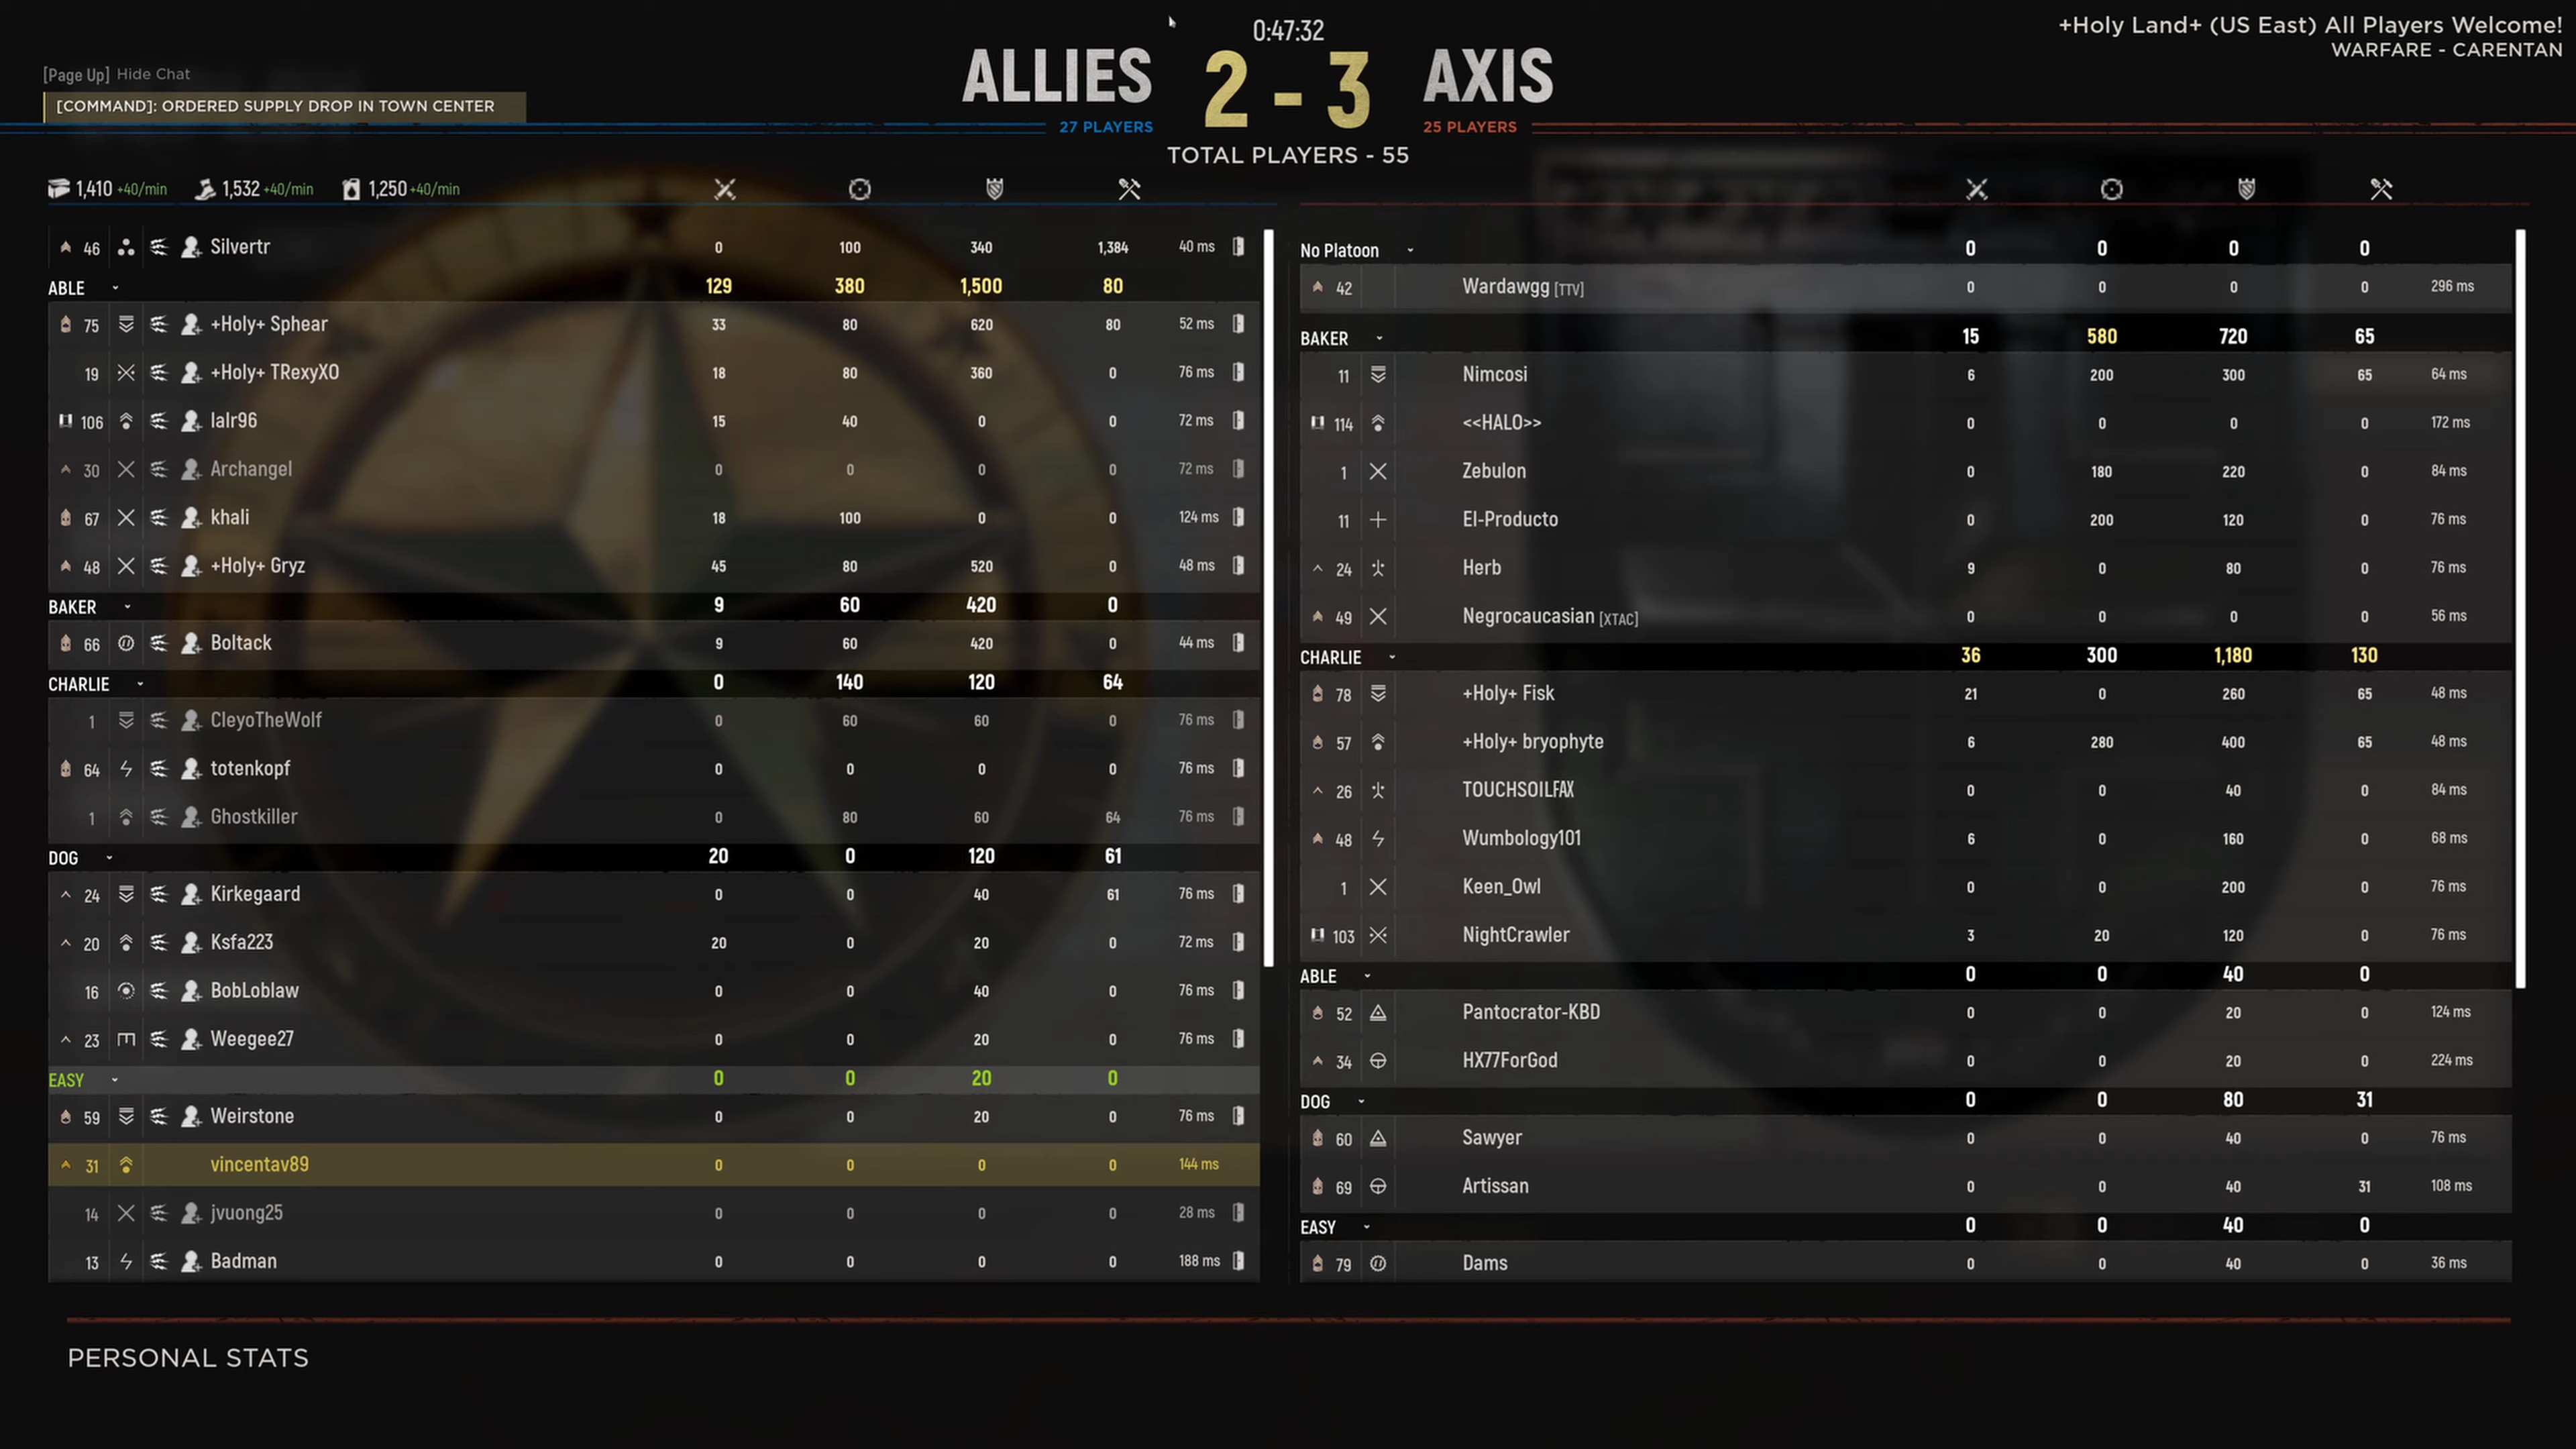 0:47:32
+Holy Land+ (US East) All Players Welcome!
WARFARE - CARENTAN
[Page Up] Hide Chat
[COMMAND]: ORDERED SUPPLY DROP IN TOWN CENTER
ALLIES 2 - 3 AXIS
27 PLAYERS 25 PLAYERS
TOTAL PLAYERS - 55
1,410 +40/min 1,532 +40/min 1,250 +40/min
46 Silvertr 0 100 340 1,384 40 ms
ABLE 129 380 1,500 80
75 +Holy+ Sphear 33 80 620 80 52 ms
19 +Holy+ TRexyXO 18 80 360 0 76 ms
106 lalr96 15 40 0 0 72 ms
30 Archangel 0 0 0 0 72 ms
67 khali 18 100 0 0 124 ms
48 +Holy+ Gryz 45 80 520 0 48 ms
BAKER 9 60 420 0
66 Boltack 9 60 420 0 44 ms
CHARLIE 0 140 120 64
1 CleyoTheWolf 0 60 60 0 76 ms
64 totenkopf 0 0 0 0 76 ms
1 Ghostkiller 0 80 60 64 76 ms
DOG 20 0 120 61
24 Kirkegaard 0 0 40 61 76 ms
20 Ksfa223 20 0 20 0 72 ms
16 BobLoblaw 0 0 40 0 76 ms
23 Weegee27 0 0 20 0 76 ms
EASY 0 0 20 0
59 Weirstone 0 0 20 0 76 ms
31 vincentav89 0 0 0 0 144 ms
14 jvuong25 0 0 0 0 28 ms
13 Badman 0 0 0 0 188 ms
No Platoon 0 0 0 0
42 Wardawgg [TTV] 0 0 0 0 296 ms
BAKER 15 580 720 65
11 Nimcosi 6 200 300 65 64 ms
114 <<HALO>> 0 0 0 0 172 ms
1 Zebulon 0 180 220 0 84 ms
11 El-Producto 0 200 120 0 76 ms
24 Herb 9 0 80 0 76 ms
49 Negrocaucasian [XTAC] 0 0 0 0 56 ms
CHARLIE 36 300 1,180 130
78 +Holy+ Fisk 21 0 260 65 48 ms
57 +Holy+ bryophyte 6 280 400 65 48 ms
26 TOUCHSOILFAX 0 0 40 0 84 ms
48 Wumbology101 6 0 160 0 68 ms
1 Keen_Owl 0 0 200 0 76 ms
103 NightCrawler 3 20 120 0 76 ms
ABLE 0 0 40 0
52 Pantocrator-KBD 0 0 20 0 124 ms
34 HX77ForGod 0 0 20 0 224 ms
DOG 0 0 80 31
60 Sawyer 0 0 40 0 76 ms
69 Artissan 0 0 40 31 108 ms
EASY 0 0 40 0
79 Dams 0 0 40 0 36 ms
PERSONAL STATS